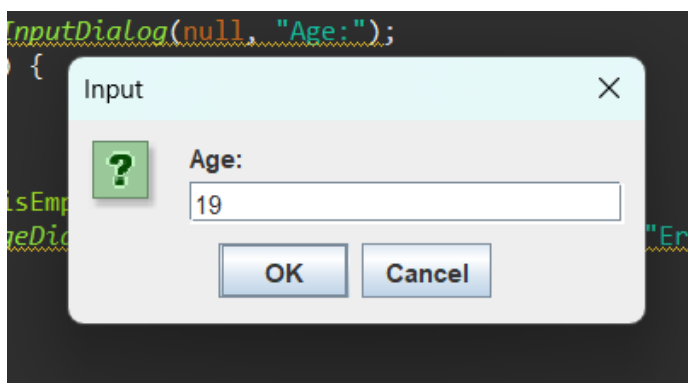 InputDialog(null, "Age:");
) {
Input
?
Age:
isEmp
19
geDia
"Er
OK
Cancel